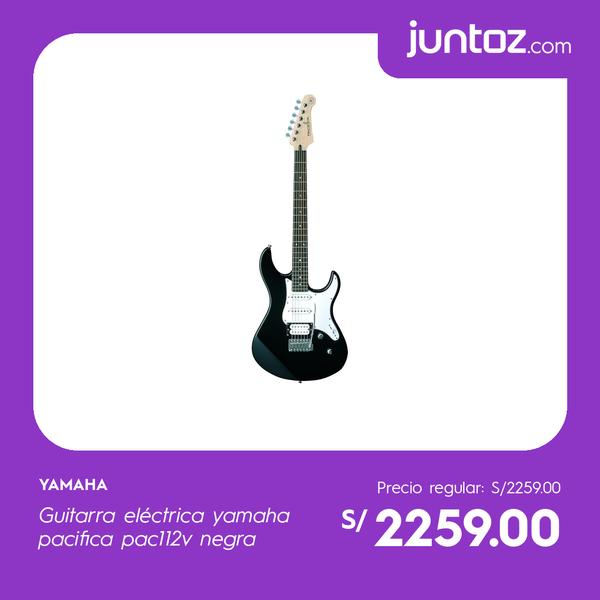 juntoz.com
YAMAHA
Guitarra eléctrica yamaha
pacifica pac112v negra
Precio regular: S/2259.00
S/ 2259.00